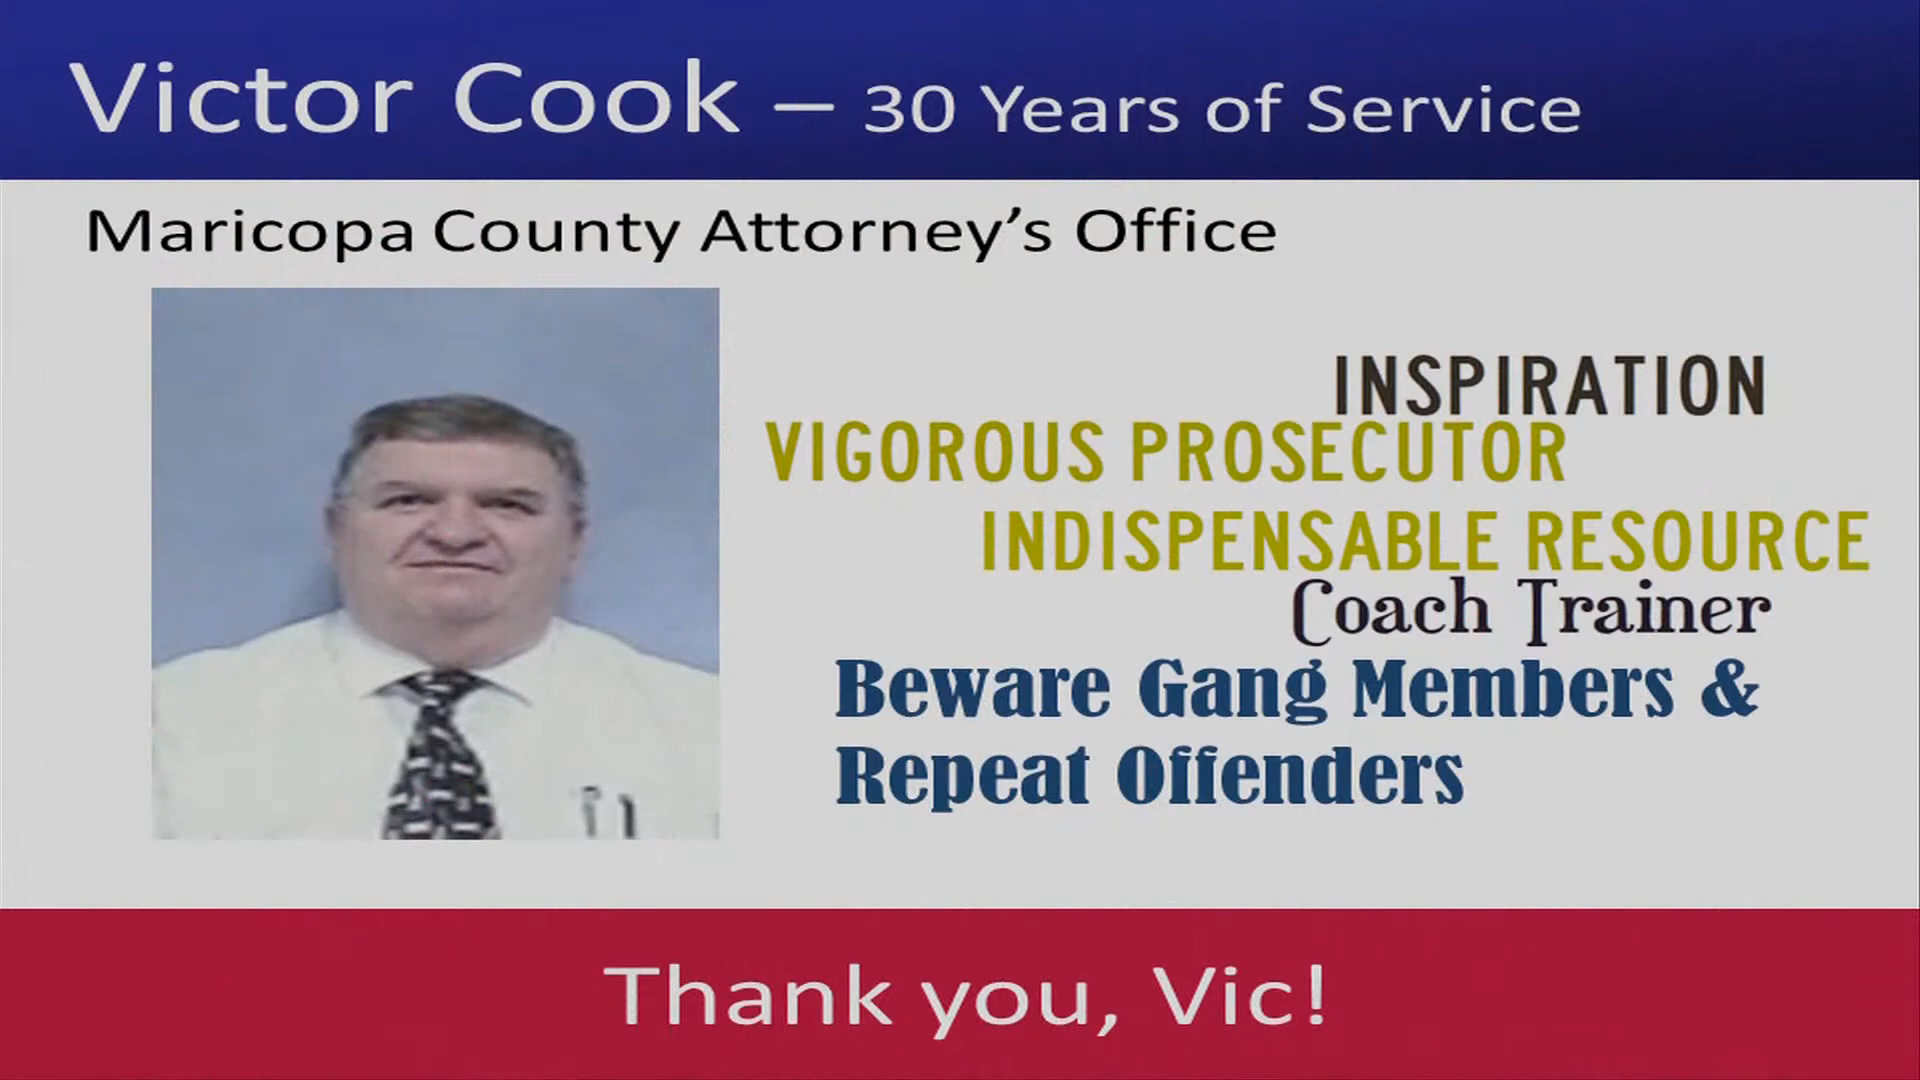 Victor Cook – 30 Years of Service
Maricopa County Attorney’s Office
INSPIRATION
VIGOROUS PROSECUTOR
INDISPENSABLE RESOURCE
Coach Trainer
Beware Gang Members &
Repeat Offenders
Thank you, Vic!